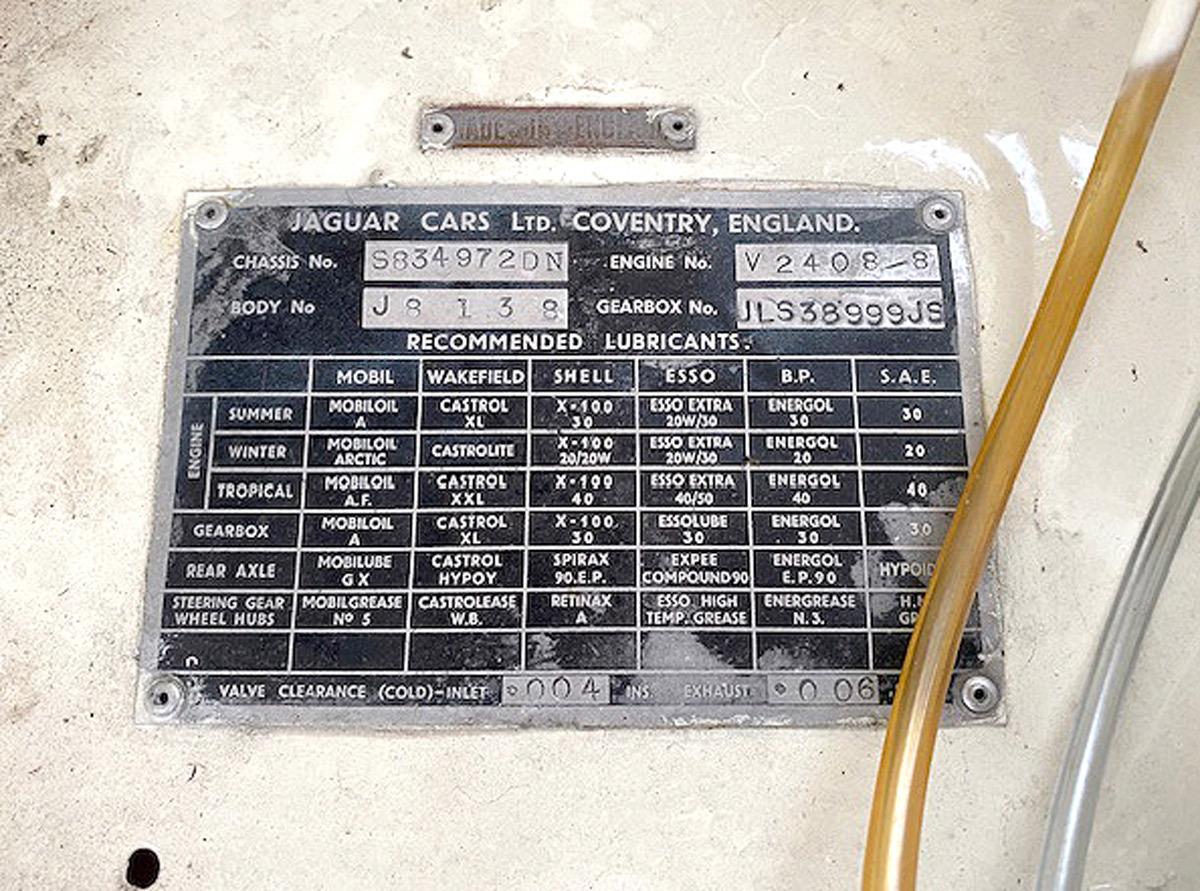 MADE IN ENGLAND
JAGUAR CARS LTD. COVENTRY, ENGLAND.
CHASSIS No. S834972DN ENGINE No. V2408-8
BODY No J8138 GEARBOX No. JLS38999JS
RECOMMENDED LUBRICANTS.
MOBIL WAKEFIELD SHELL ESSO B.P. S.A.E.
ENGINE
SUMMER MOBILOIL A CASTROL XL X-100 30 ESSO EXTRA 20W/30 ENERGOL 30 30
WINTER MOBILOIL ARCTIC CASTROLITE X-100 20/20W ESSO EXTRA 20W/30 ENERGOL 20 20
TROPICAL MOBILOIL A.F. CASTROL XXL X-100 40 ESSO EXTRA 40/50 ENERGOL 40 40
GEARBOX MOBILOIL A CASTROL XL X-100 30 ESSOLUBE 30 ENERGOL 30 30
REAR AXLE MOBILUBE GX CASTROL HYPOY SPIRAX 90.E.P. EXPEE COMPOUND90 ENERGOL E.P.90 HYPOID
STEERING GEAR WHEEL HUBS MOBILGREASE Nº 5 CASTROLEASE W.B. RETINAX A ESSO HIGH TEMP. GREASE ENERGREASE N.3.
VALVE CLEARANCE (COLD)-INLET .004 INS. EXHAUST .006